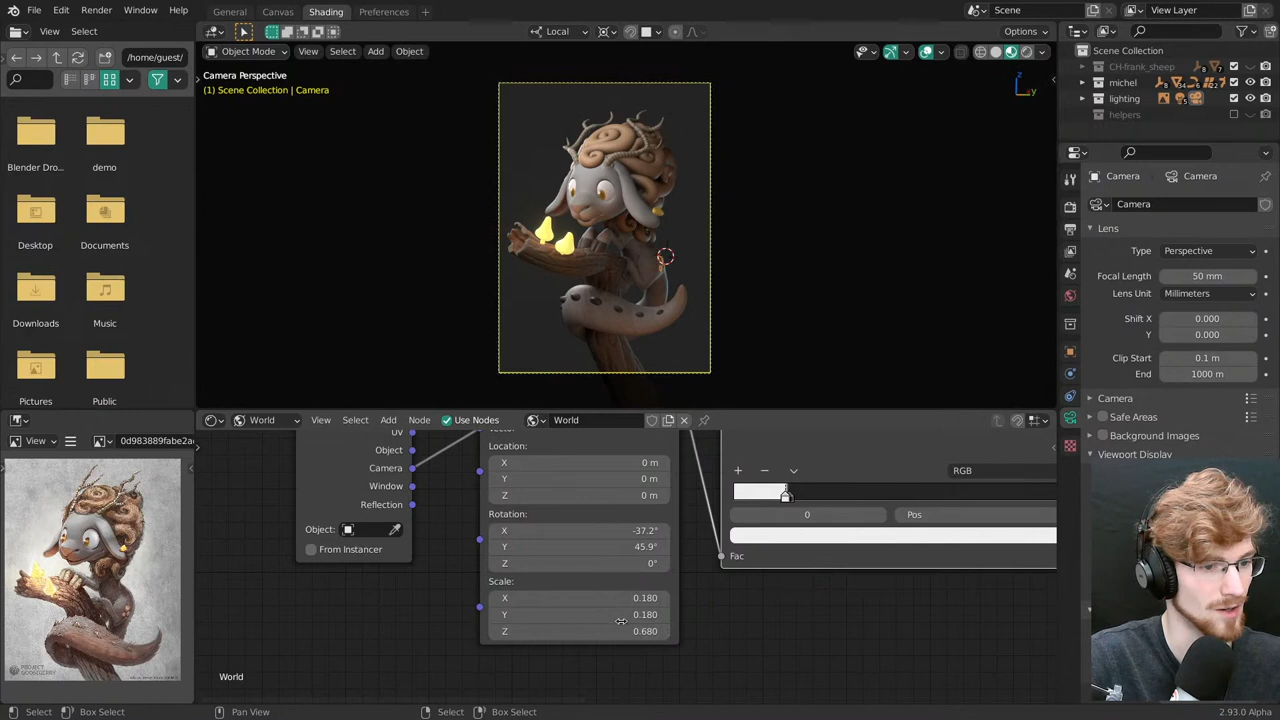 File Edit Render Window Help
General Canvas Shading Preferences +
Scene
View Layer
View Select
Local
Options
Scene Collection
/home/guest/
Object Mode View Select Add Object
CH-frank_sheep
michel
lighting
helpers
Camera Perspective
(1) Scene Collection | Camera
z
y
Blender Dro...
demo
Camera
Camera
Camera
Lens
Type Perspective
Desktop
Documents
Focal Length 50 mm
Lens Unit Millimeters
Shift X 0.000
Y 0.000
Downloads
Music
Clip Start 0.1 m
End 1000 m
Pictures
Public
Camera
Safe Areas
Background Images
Viewport Display
World View Select Add Node Use Nodes World
View
0d983889fabe2a
Object
Camera
Window
Reflection
Object:
From Instancer
Location:
X 0 m
Y 0 m
Z 0 m
Rotation:
X -37.2°
Y 45.9°
Z 0°
Scale:
X 0.180
Y 0.180
Z 0.680
RGB
0
Pos
Fac
World
PROJECT
GOOSEBERRY
Select Box Select
Pan View
Select Box Select
2.93.0 Alpha